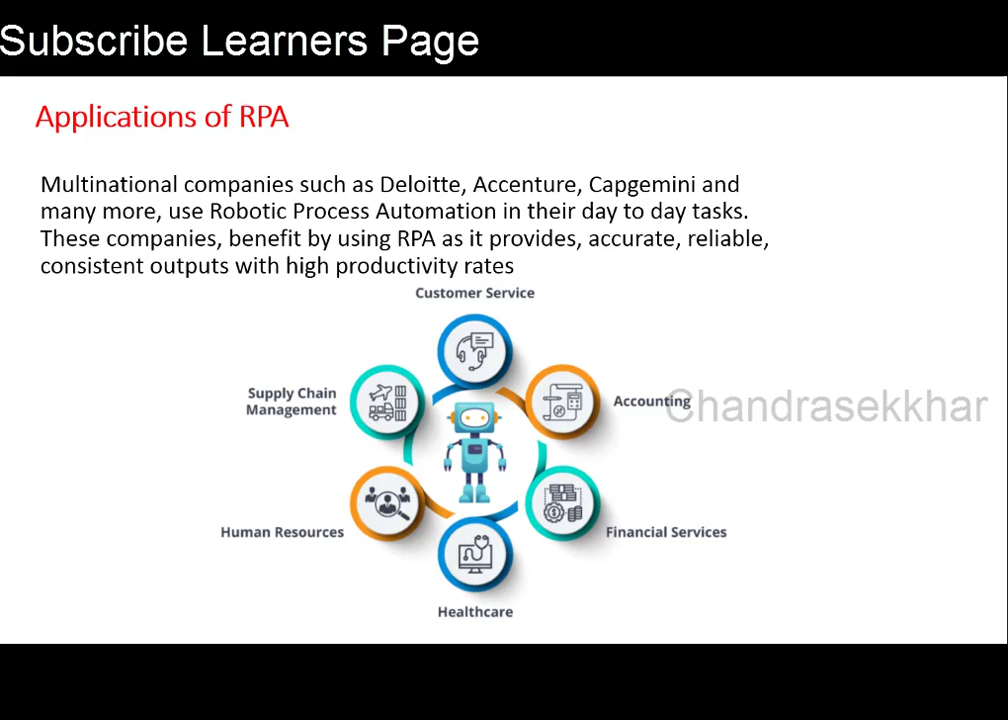 Subscribe Learners Page
Applications of RPA
Multinational companies such as Deloitte, Accenture, Capgemini and
many more, use Robotic Process Automation in their day to day tasks.
These companies, benefit by using RPA as it provides, accurate, reliable,
consistent outputs with high productivity rates
Customer Service
Supply Chain
Management
Accounting
Chandrasekkhar
Human Resources
Financial Services
Healthcare